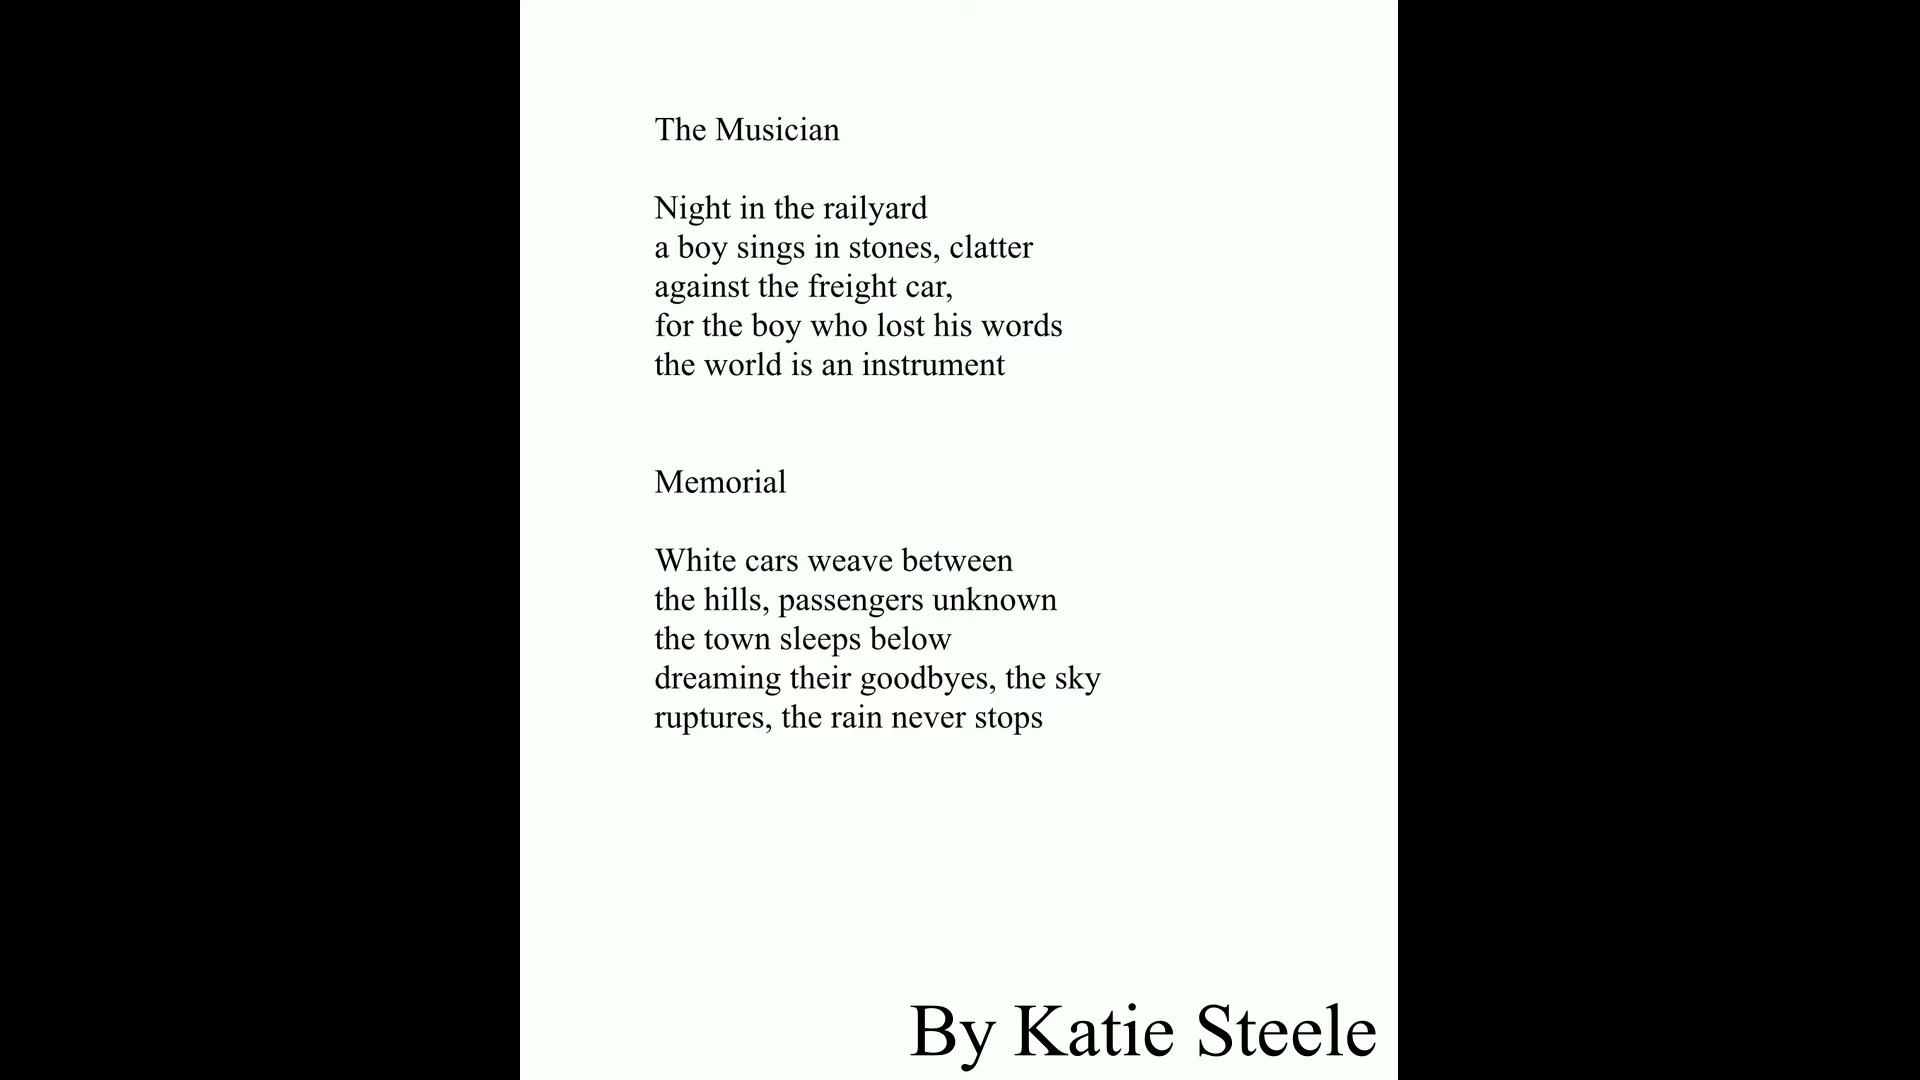 The Musician
Night in the railyard
a boy sings in stones, clatter
against the freight car,
for the boy who lost his words
the world is an instrument
Memorial
White cars weave between
the hills, passengers unknown
the town sleeps below
dreaming their goodbyes, the sky
ruptures, the rain never stops
By Katie Steele